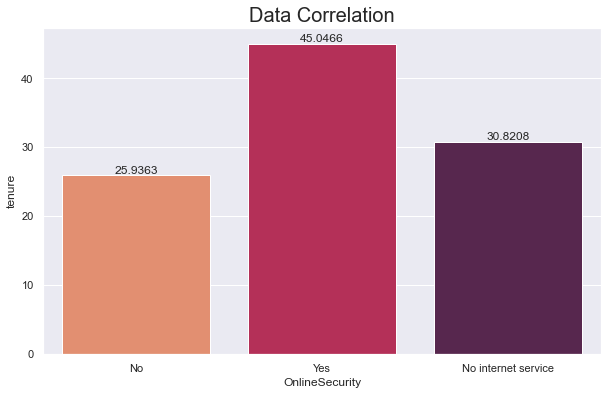 Data Correlation
45.0466
30.8208
25.9363
tenure
40
30
20
10
0
No
Yes
No internet service
OnlineSecurity